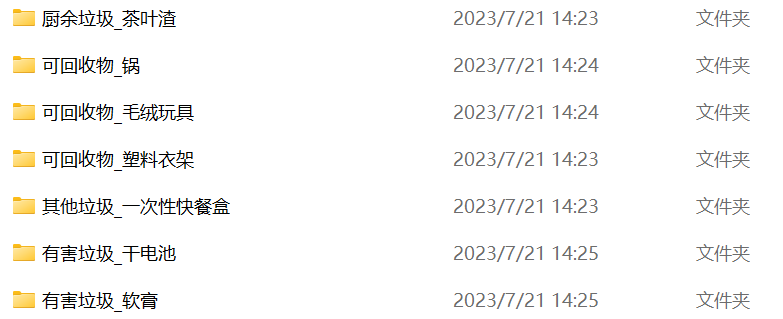 厨余垃圾_茶叶渣 2023/7/21 14:23 文件夹
可回收物_锅 2023/7/21 14:24 文件夹
可回收物_毛绒玩具 2023/7/21 14:24 文件夹
可回收物_塑料衣架 2023/7/21 14:23 文件夹
其他垃圾_一次性快餐盒 2023/7/21 14:23 文件夹
有害垃圾_干电池 2023/7/21 14:25 文件夹
有害垃圾_软膏 2023/7/21 14:25 文件夹